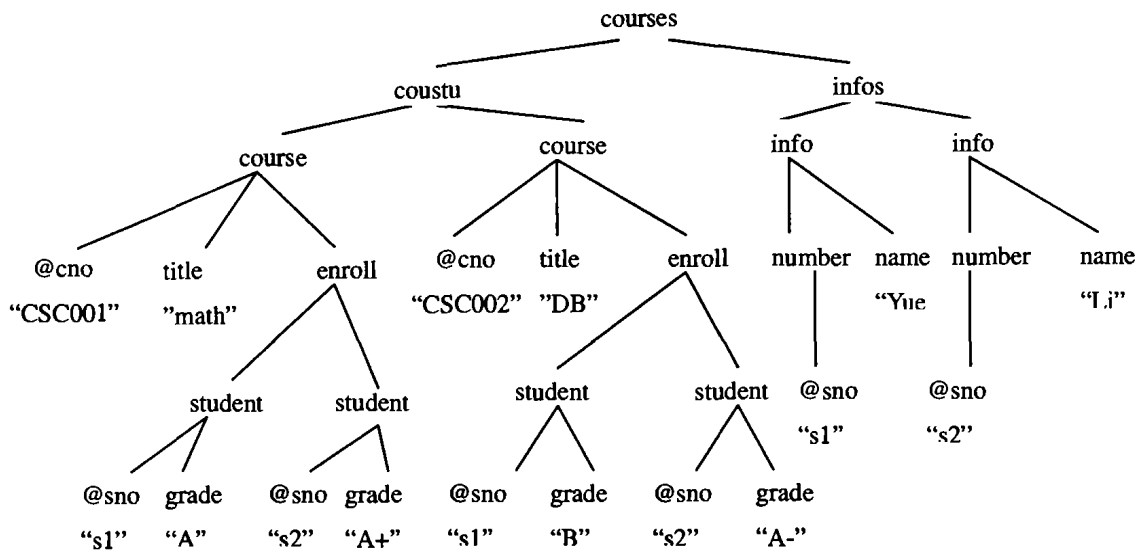 courses
coustu infos
course course info info
@cno title enroll @cno title enroll number name number name
“CSC001” ”math” “CSC002” ”DB” “Yue “Li”
student student student student @sno @sno
“s1” “s2”
@sno grade @sno grade @sno grade @sno grade
“s1” “A” “s2” “A+” “s1” “B” “s2” “A-”